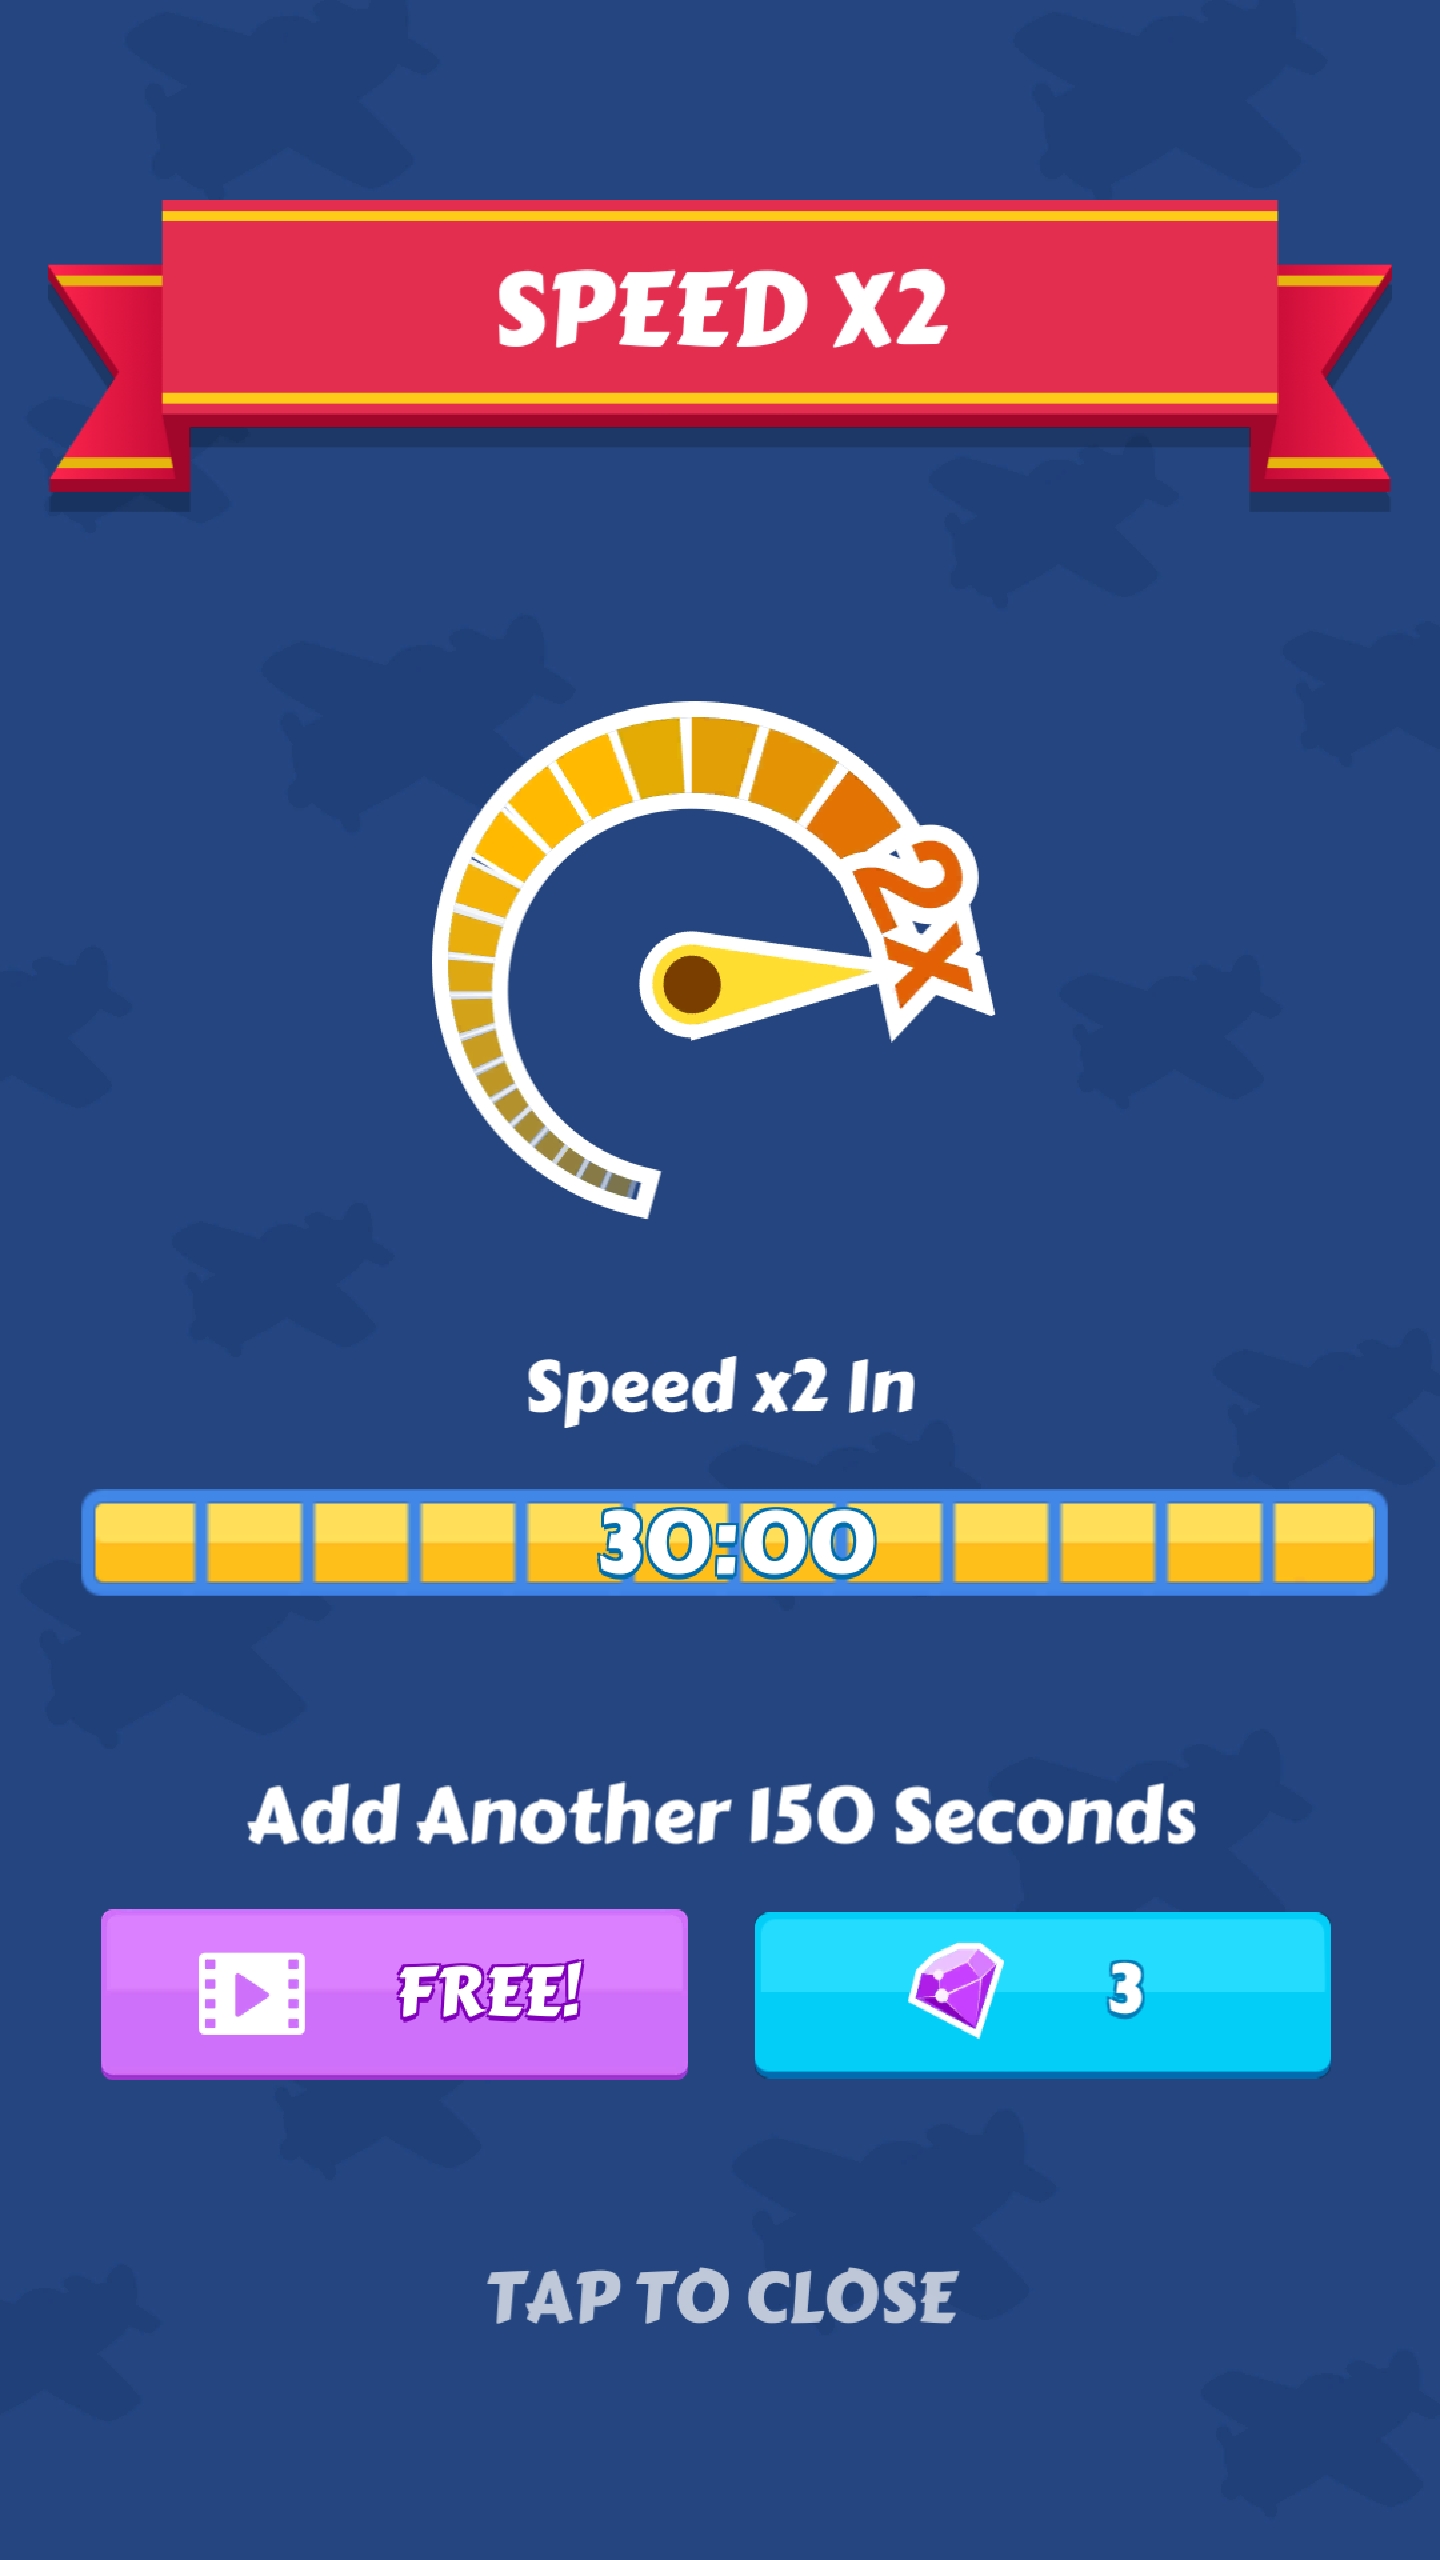 SPEED X2
2x
Speed x2 In
30:00
Add Another 150 Seconds
FREE!
3
TAP TO CLOSE